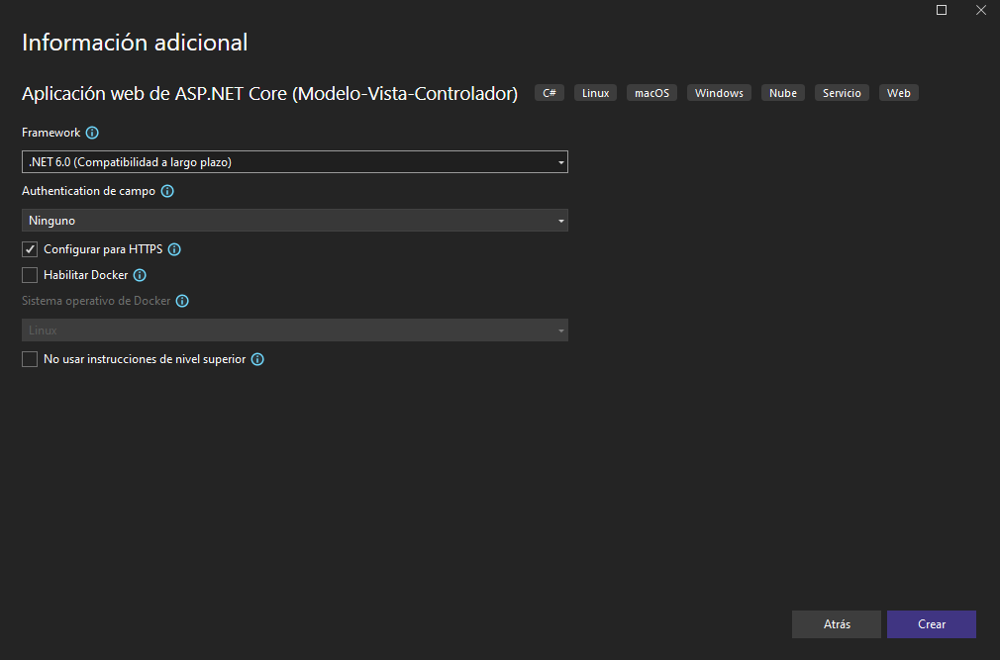 Información adicional
Aplicación web de ASP.NET Core (Modelo-Vista-Controlador) C# Linux macOS Windows Nube Servicio Web
Framework
.NET 6.0 (Compatibilidad a largo plazo)
Authentication de campo
Ninguno
Configurar para HTTPS
Habilitar Docker
Sistema operativo de Docker
Linux
No usar instrucciones de nivel superior
Atrás Crear